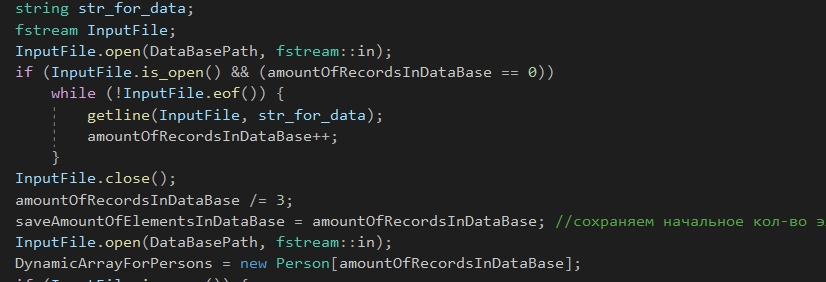 string str_for_data;
fstream InputFile;
InputFile.open(DataBasePath, fstream::in);
if (InputFile.is_open() && (amountOfRecordsInDataBase == 0))
while (!InputFile.eof()) {
getline(InputFile, str_for_data);
amountOfRecordsInDataBase++;
}
InputFile.close();
amountOfRecordsInDataBase /= 3;
saveAmountOfElementsInDataBase = amountOfRecordsInDataBase; //сохраняем начальное кол-во
InputFile.open(DataBasePath, fstream::in);
DynamicArrayForPersons = new Person[amountOfRecordsInDataBase];